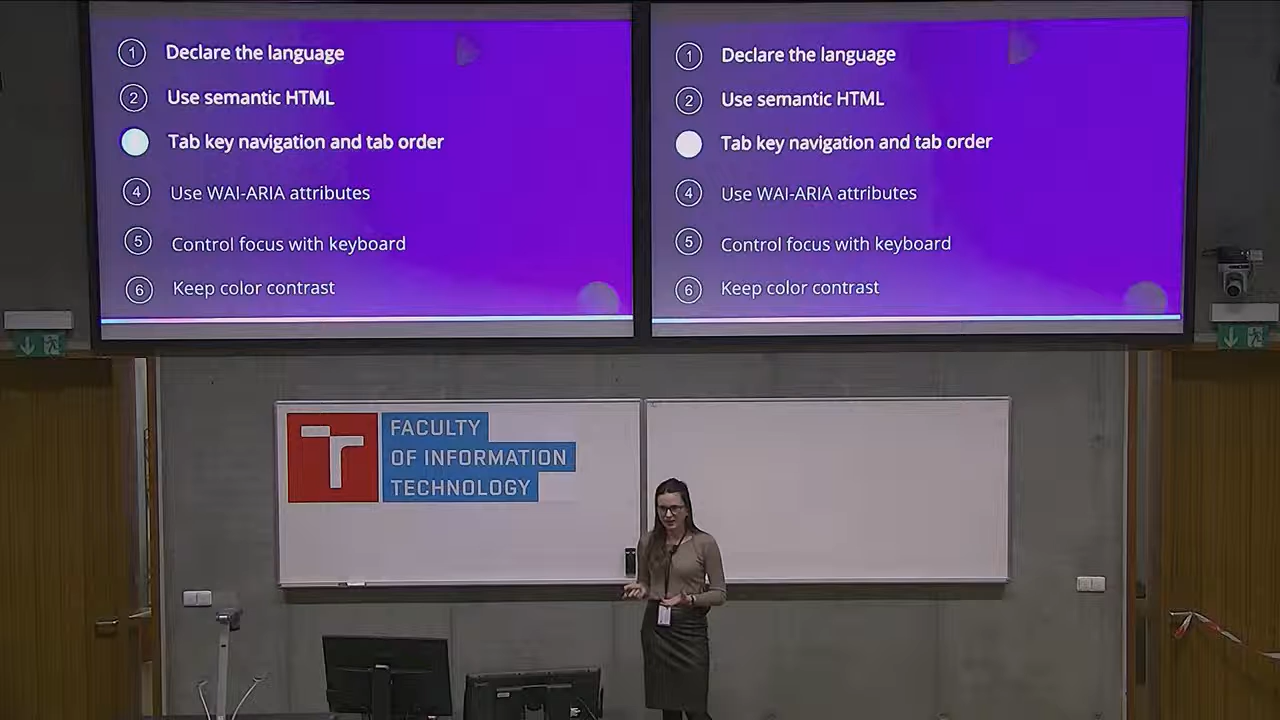 1 Declare the language
2 Use semantic HTML
Tab key navigation and tab order
4 Use WAI-ARIA attributes
5 Control focus with keyboard
6 Keep color contrast
1 Declare the language
2 Use semantic HTML
Tab key navigation and tab order
4 Use WAI-ARIA attributes
5 Control focus with keyboard
6 Keep color contrast
T FACULTY
OF INFORMATION
TECHNOLOGY